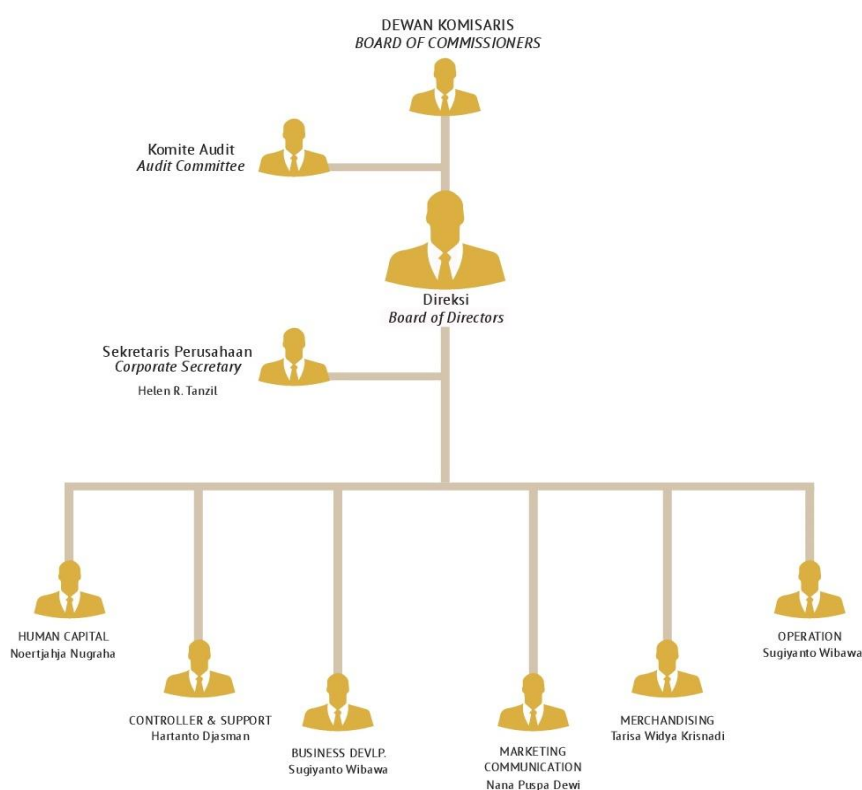 DEWAN KOMISARIS
BOARD OF COMMISSIONERS
Komite Audit
Audit Committee
Direksi
Board of Directors
Sekretaris Perusahaan
Corporate Secretary
Helen R. Tanzil
HUMAN CAPITAL
Noertjahja Nugraha
CONTROLLER & SUPPORT
Hartanto Djasman
BUSINESS DEVLP.
Sugiyanto Wibawa
MARKETING
COMMUNICATION
Nana Puspa Dewi
MERCHANDISING
Tarisa Widya Krisnadi
OPERATION
Sugiyanto Wibawa